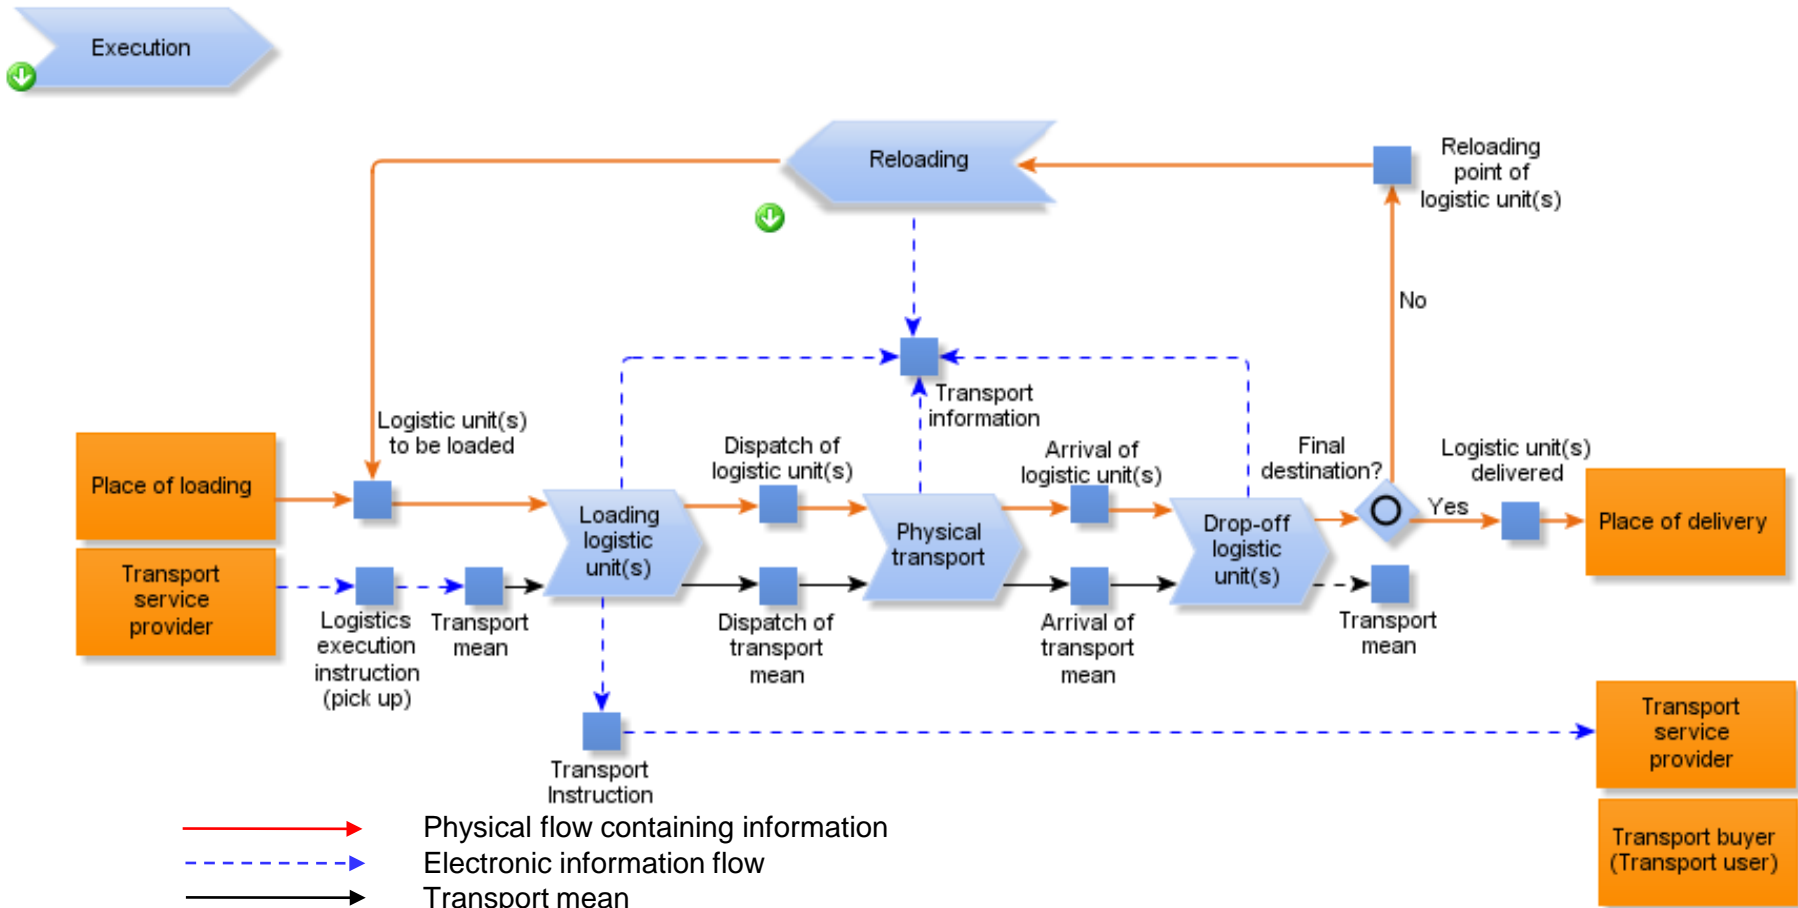 Execution
Reloading
Reloading
point of
logistic unit(s)
No
Transport
information
Logistic unit(s)
to be loaded
Dispatch of
logistic unit(s)
Arrival of
logistic unit(s)
Final
destination?
Logistic unit(s)
delivered
Place of loading
Loading
logistic
unit(s)
Physical
transport
Drop-off
logistic
unit(s)
Yes
Place of delivery
Transport
service
provider
Logistics
execution
instruction
(pick up)
Transport
mean
Dispatch of
transport
mean
Arrival of
transport
mean
Transport
mean
Transport
Instruction
Transport
service
provider
Transport buyer
(Transport user)
Physical flow containing information
Electronic information flow
Transport mean